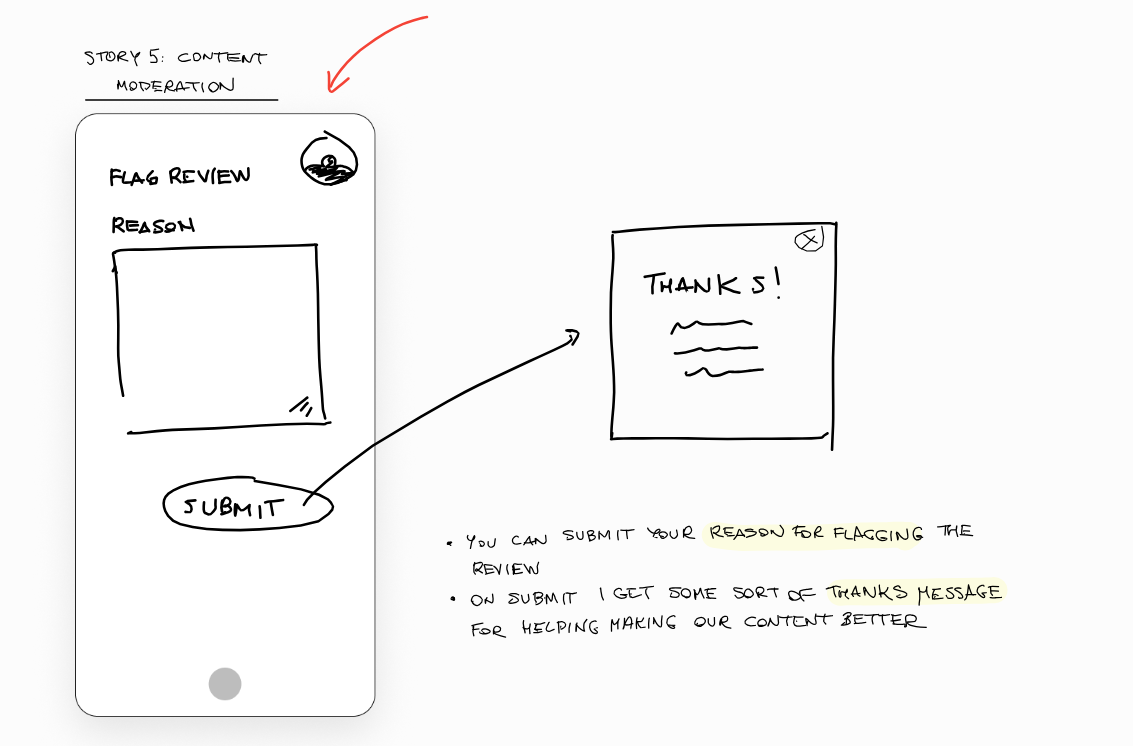 STORY 5: CONTENT
MODERATION
FLAG REVIEW
REASON
SUBMIT
THANKS!
• YOU CAN SUBMIT YOUR REASON FOR FLAGGING THE
REVIEW
• ON SUBMIT I GET SOME SORT OF THANKS MESSAGE
FOR HELPING MAKING OUR CONTENT BETTER